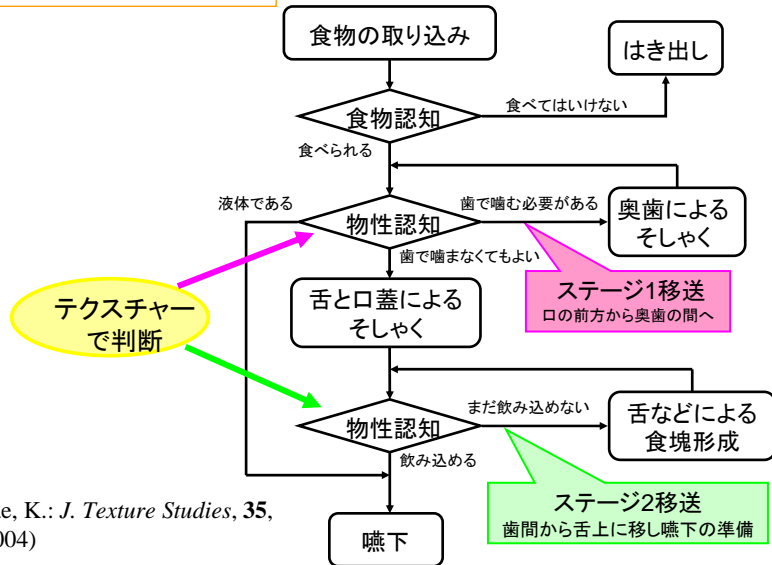 食物の取り込み
はき出し
食物認知
食べてはいけない
食べられる
液体である
物性認知
歯で噛む必要がある
奥歯による
そしゃく
歯で噛まなくてもよい
テクスチャー
で判断
舌と口蓋による
そしゃく
ステージ1移送
口の前方から奥歯の間へ
物性認知
まだ飲み込めない
舌などによる
食塊形成
飲み込める
ステージ2移送
歯間から舌上に移し嚥下の準備
嚥下
e, K.: J. Texture Studies, 35,
004)